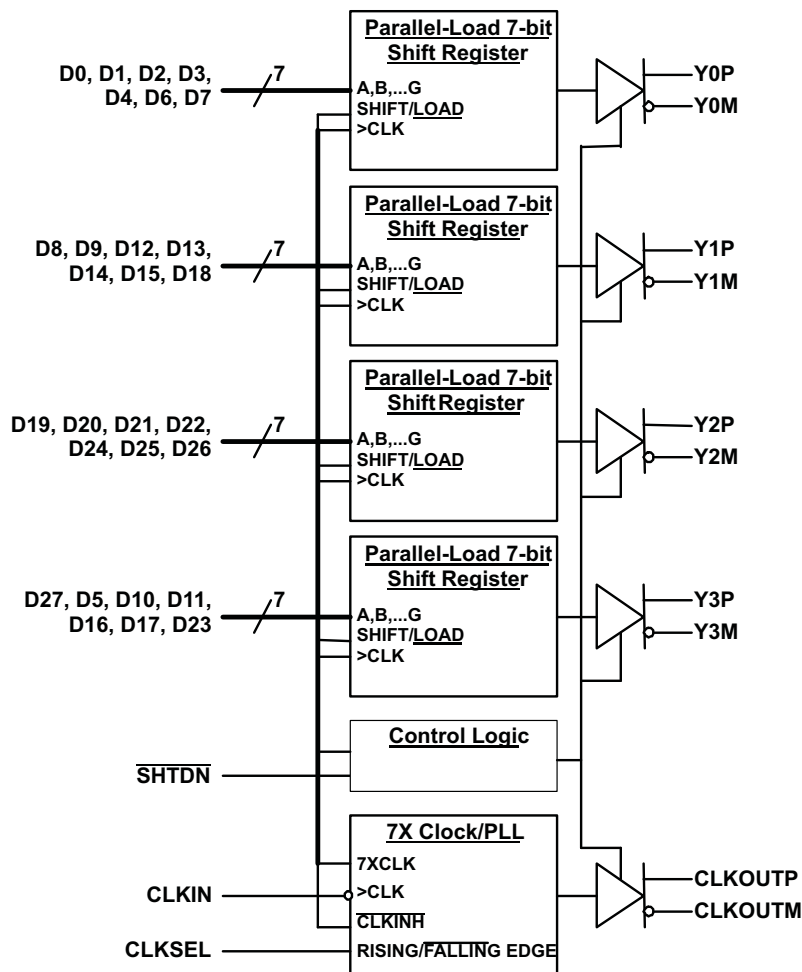 Parallel-Load 7-bit
Shift Register
D0, D1, D2, D3,
D4, D6, D7
7
A,B,...G
SHIFT/LOAD
>CLK
Y0P
Y0M
Parallel-Load 7-bit
Shift Register
D8, D9, D12, D13,
D14, D15, D18
7
A,B,...G
SHIFT/LOAD
>CLK
Y1P
Y1M
Parallel-Load 7-bit
Shift Register
D19, D20, D21, D22,
D24, D25, D26
7
A,B,...G
SHIFT/LOAD
>CLK
Y2P
Y2M
Parallel-Load 7-bit
Shift Register
D27, D5, D10, D11,
D16, D17, D23
7
A,B,...G
SHIFT/LOAD
>CLK
Y3P
Y3M
Control Logic
SHTDN
7X Clock/PLL
7XCLK
CLKIN
>CLK
CLKINH
CLKSEL
RISING/FALLING EDGE
CLKOUTP
CLKOUTM